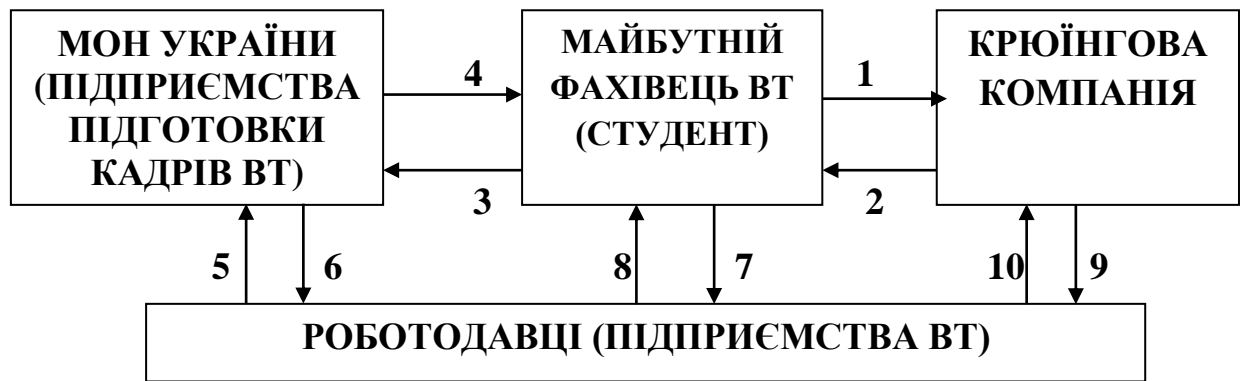 МОН УКРАЇНИ
(ПІДПРИЄМСТВА
ПІДГОТОВКИ
КАДРІВ ВТ)
4
3
МАЙБУТНІЙ
ФАХІВЕЦЬ ВТ
(СТУДЕНТ)
1
2
КРЮЇНГОВА
КОМПАНІЯ
5
6
8
7
10
9
РОБОТОДАВЦІ (ПІДПРИЄМСТВА ВТ)